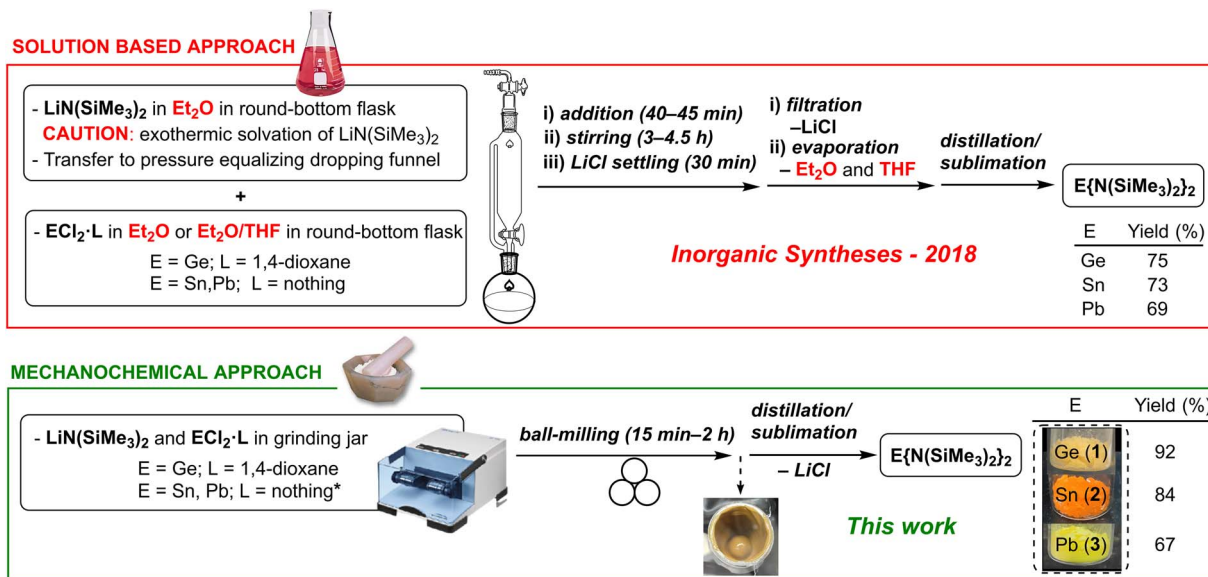 SOLUTION BASED APPROACH
- LiN(SiMe3)2 in Et2O in round-bottom flask
CAUTION: exothermic solvation of LiN(SiMe3)2
- Transfer to pressure equalizing dropping funnel
+
- ECl2·L in Et2O or Et2O/THF in round-bottom flask
E = Ge; L = 1,4-dioxane
E = Sn,Pb; L = nothing
i) addition (40–45 min)
ii) stirring (3–4.5 h)
iii) LiCl settling (30 min)
i) filtration
–LiCl
ii) evaporation
– Et2O and THF
distillation/
sublimation
E{N(SiMe3)2}2
Inorganic Syntheses - 2018
E Yield (%)
Ge 75
Sn 73
Pb 69
MECHANOCHEMICAL APPROACH
- LiN(SiMe3)2 and ECl2·L in grinding jar
E = Ge; L = 1,4-dioxane
E = Sn, Pb; L = nothing*
ball-milling (15 min–2 h)
distillation/
sublimation
– LiCl
E{N(SiMe3)2}2
This work
E Yield (%)
Ge (1) 92
Sn (2) 84
Pb (3) 67